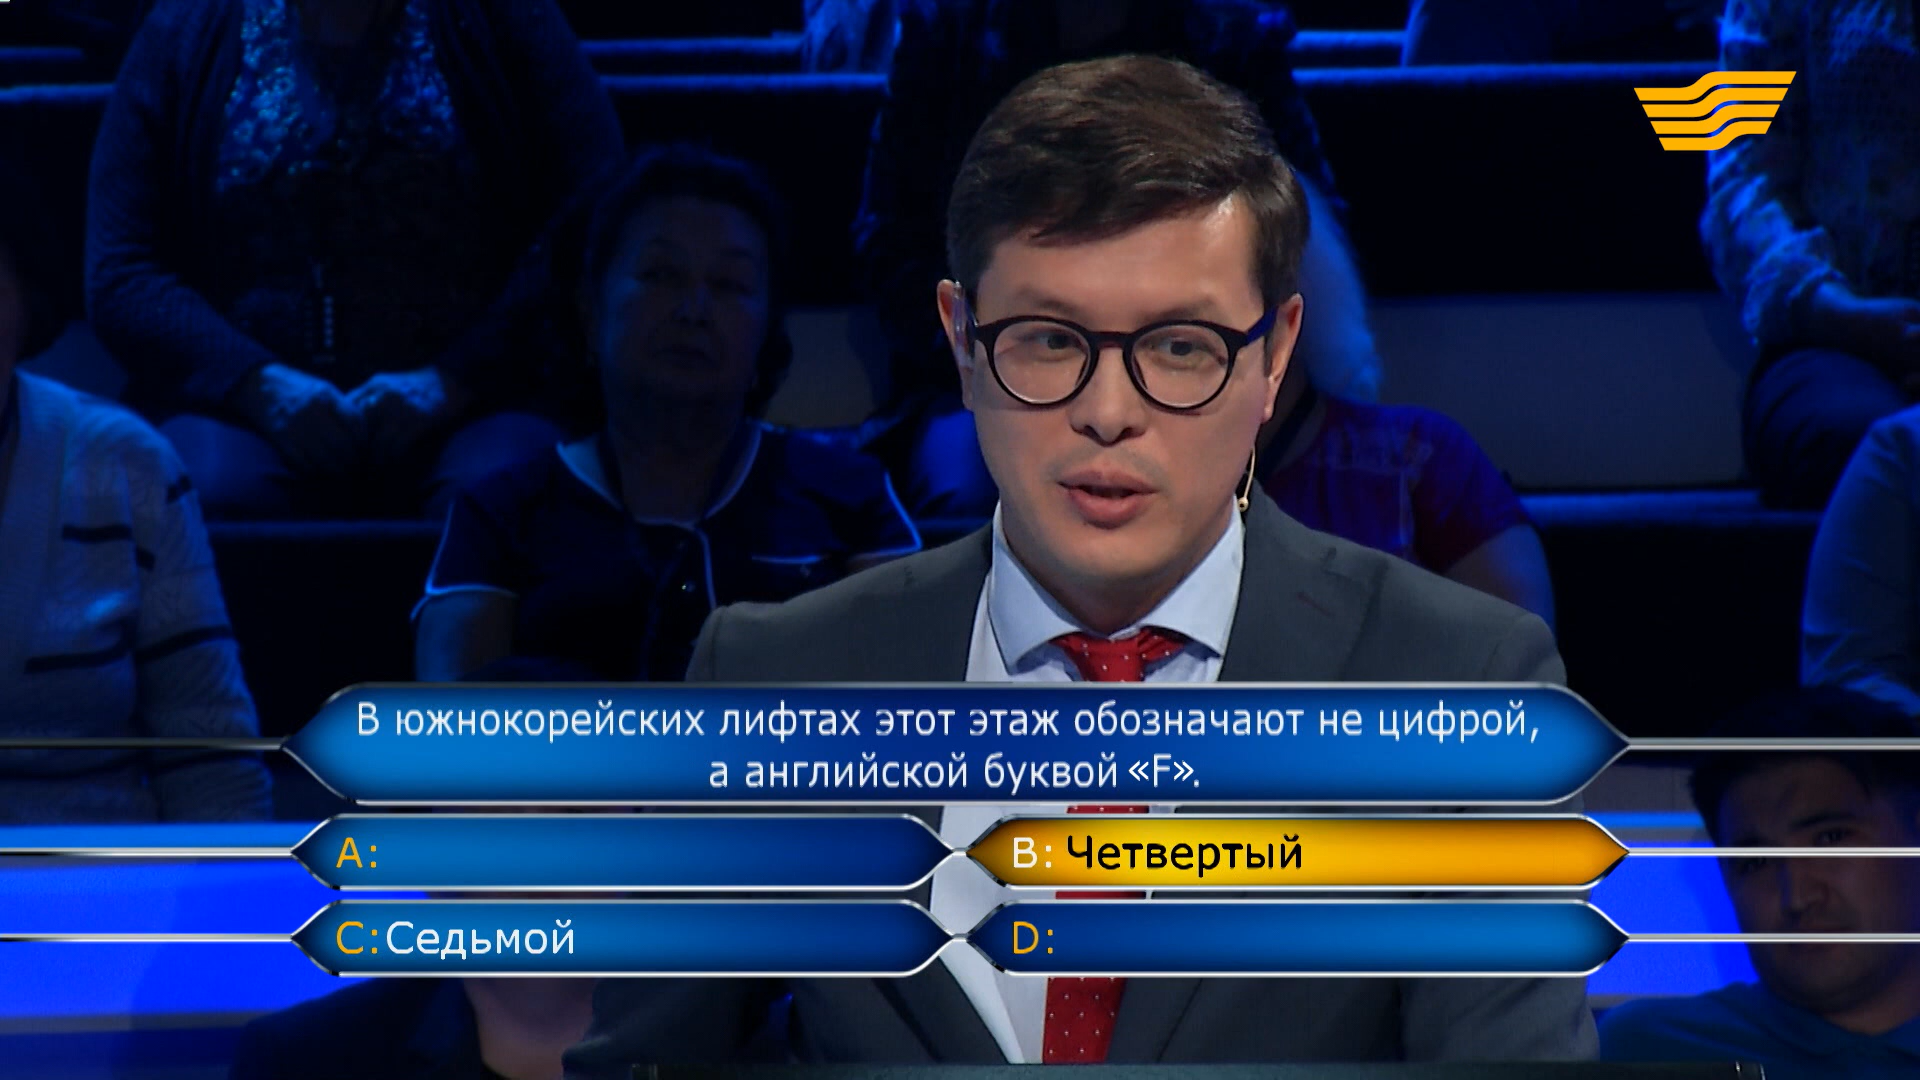 В южнокорейских лифтах этот этаж обозначают не цифрой,
а английской буквой «F».
A:
B: Четвертый
C: Седьмой
D: